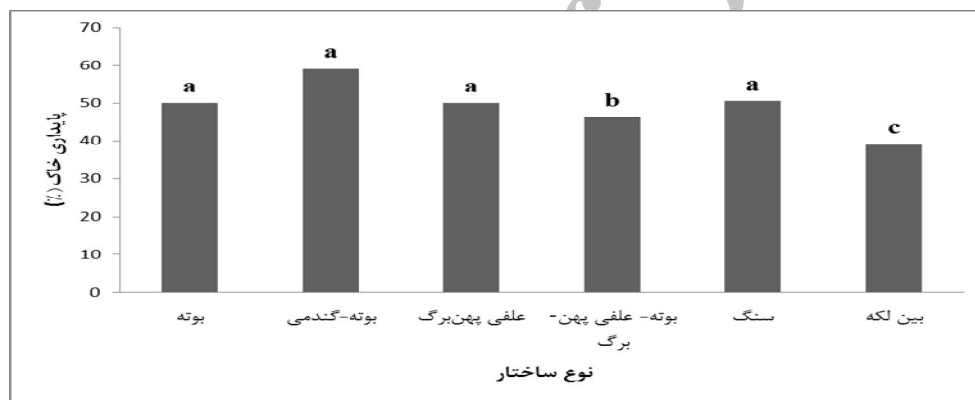 70
60
50
40
30
20
10
0
پایداری خاک (٪)
a
a
a
b
a
c
بوته
بوته-گندمی
علفی پهن‌برگ
بوته- علفی پهن-
برگ
سنگ
بین لکه
نوع ساختار